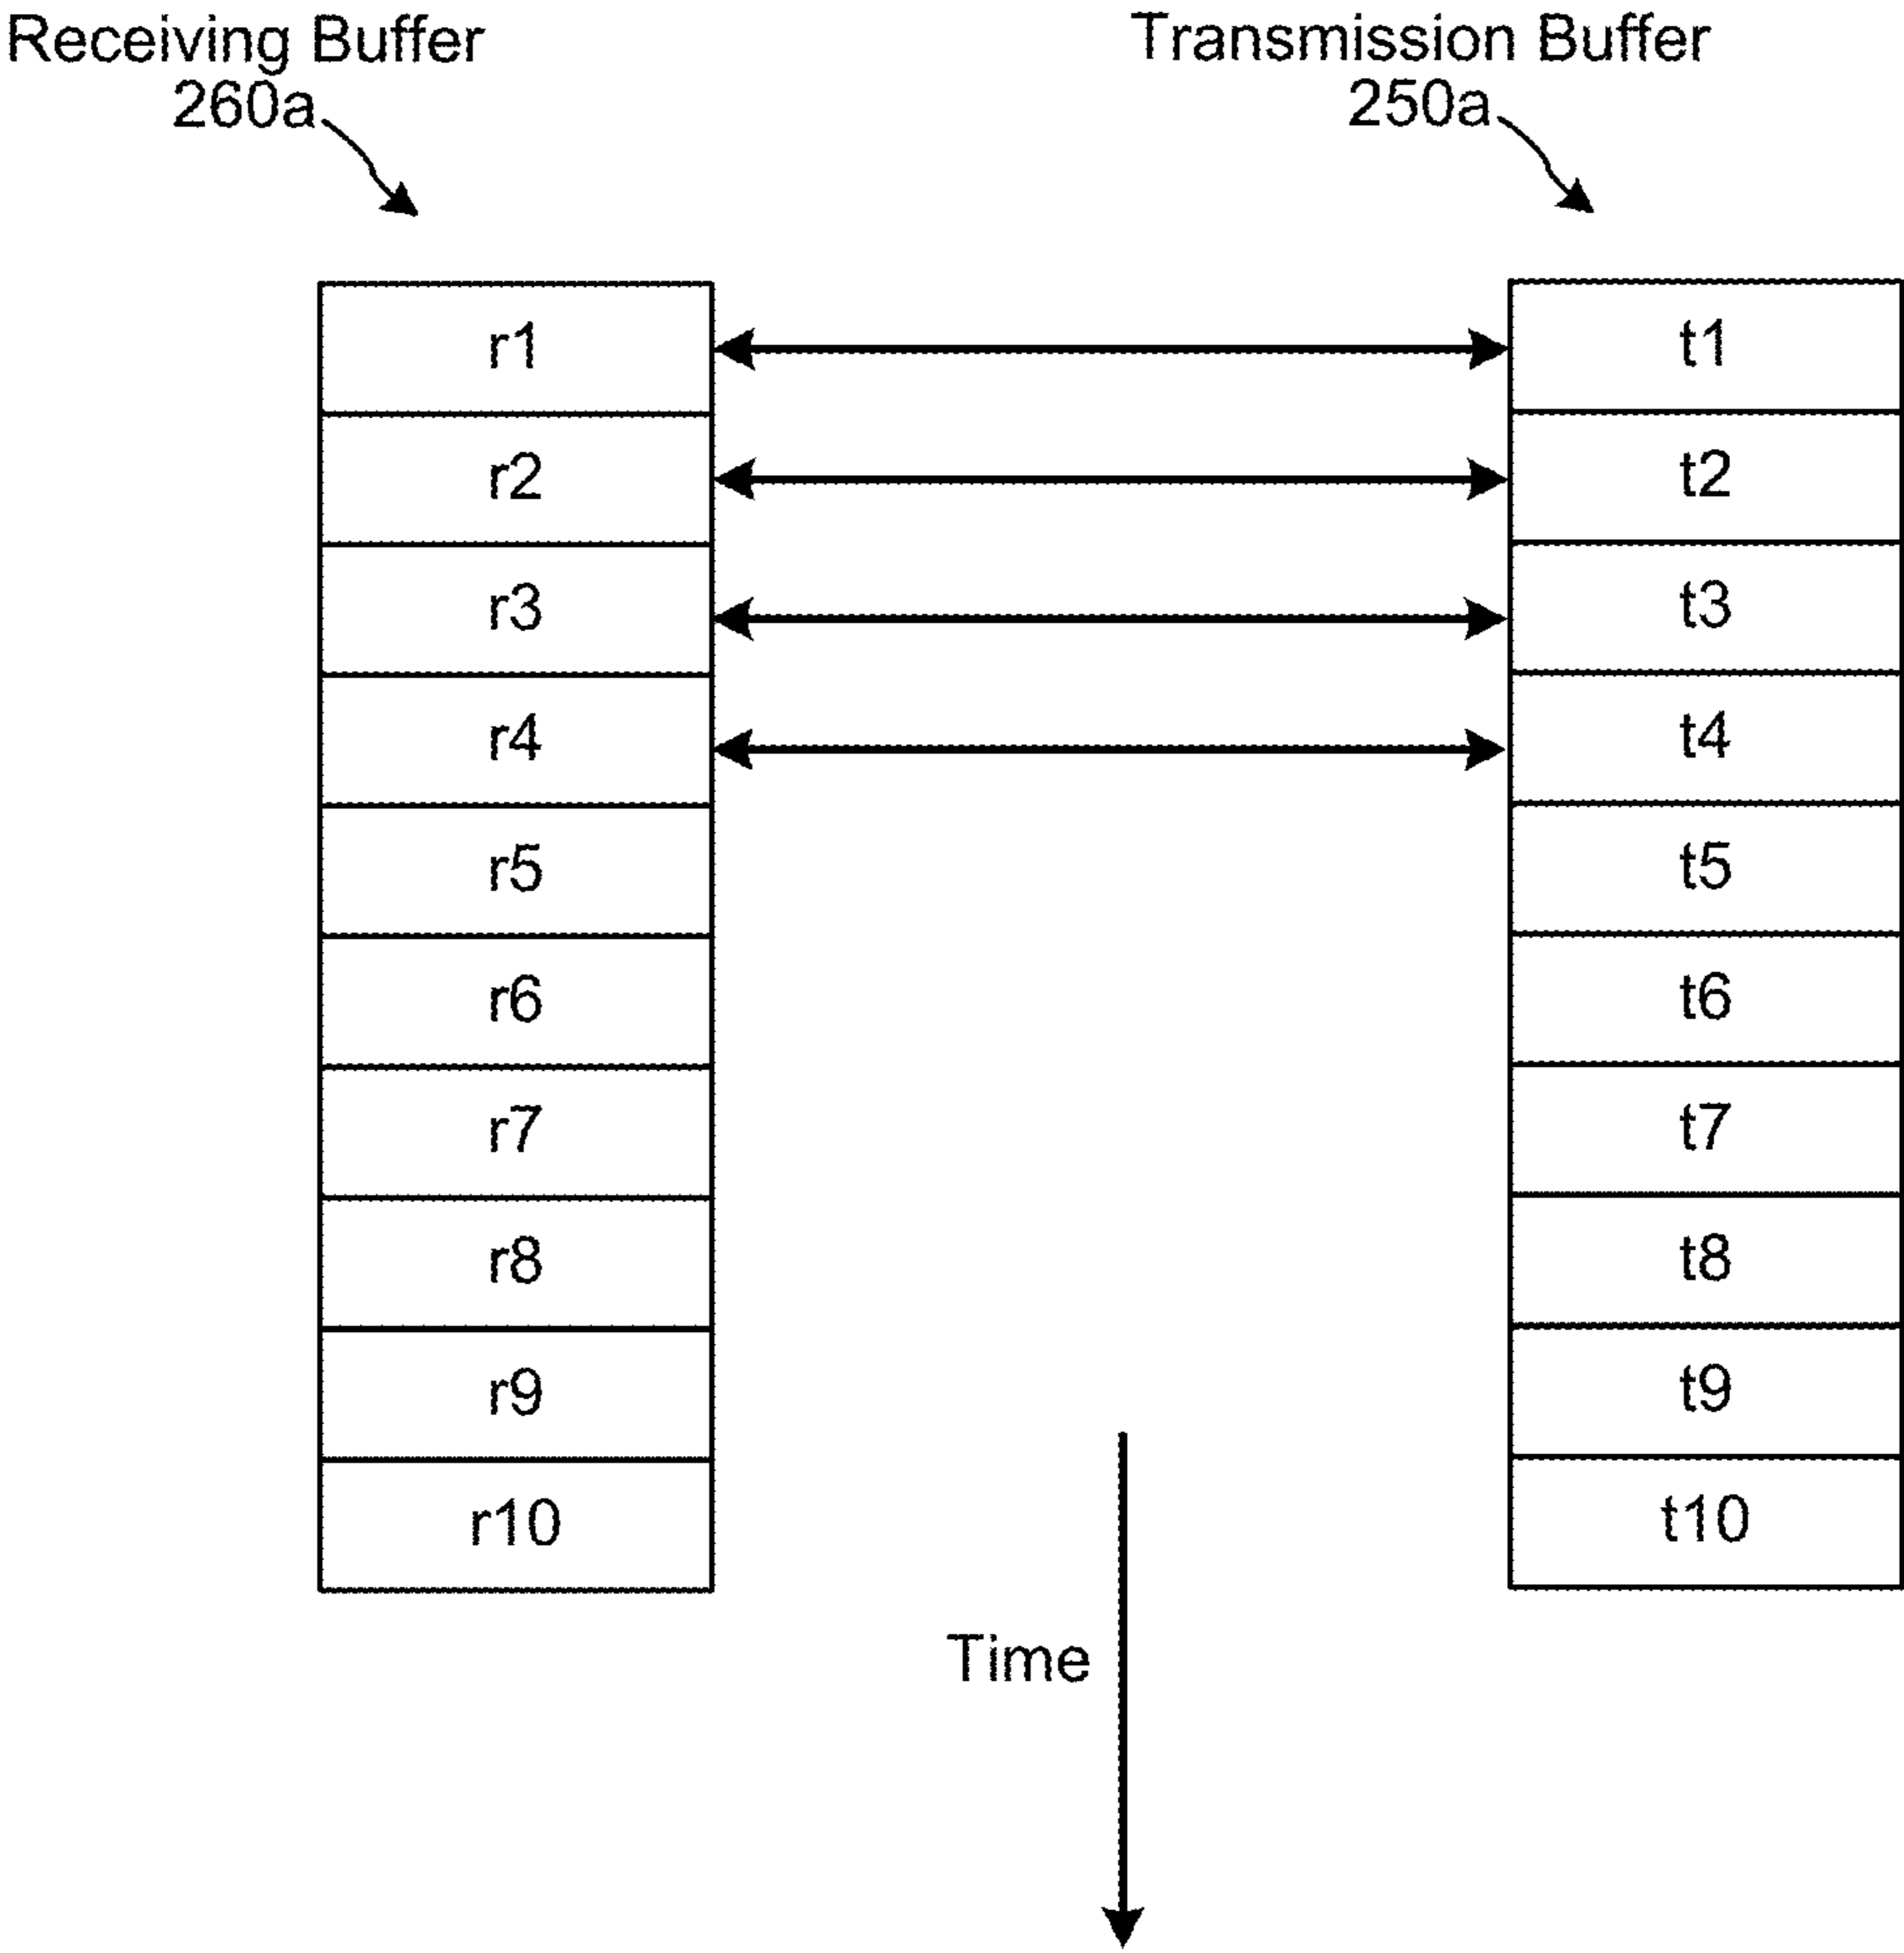 Receiving Buffer
260a
Transmission Buffer
250a
r1
t1
r2
t2
r3
t3
r4
t4
r5
t5
r6
t6
r7
t7
r8
t8
r9
t9
r10
t10
Time